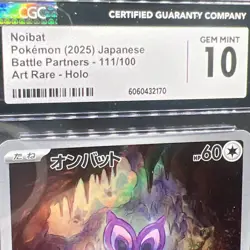 CGC
CERTIFIED GUARANTY COMPANY
Noibat
Pokémon (2025) Japanese
Battle Partners - 111/100
Art Rare - Holo
GEM MINT
10
6060432170
たね オンバット HP60